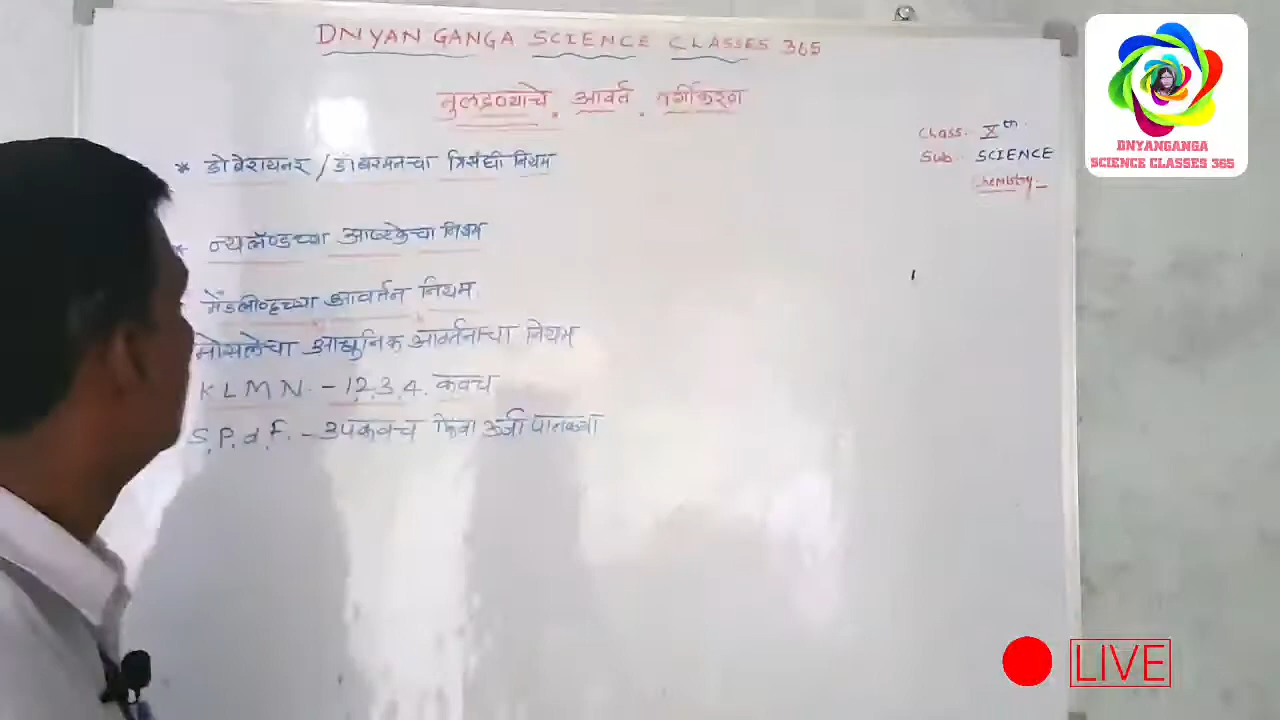 DNYAN GANGA SCIENCE CLASSES 365
मुलद्रव्याचे आवर्त वर्गीकरण
Class. Xth.
Sub. SCIENCE
Chemistry
* डोबेरायनर / डोबरमनचा त्रिसंधी नियम
* न्यूलॅण्डच्या अष्टकेचा नियम
मेंडलीव्हच्या आवर्तन नियम
मोसलेचा आधुनिक आवर्तनाचा नियम
K L M N. - 1,2,3,4. कवच
S, P, d, F. - उपकवच किंवा ऊर्जा पातळ्या
DNYANGANGA
SCIENCE CLASSES 365
LIVE